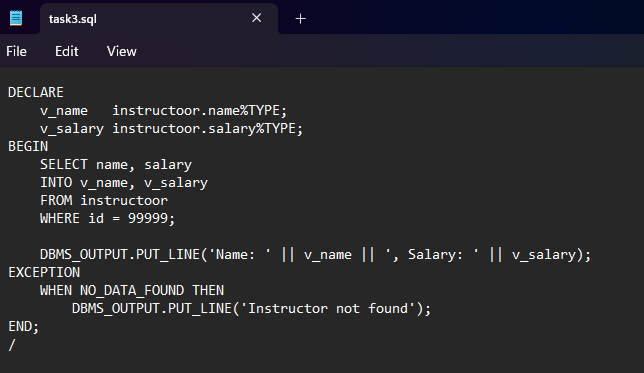 task3.sql
File Edit View
DECLARE
    v_name   instructoor.name%TYPE;
    v_salary instructoor.salary%TYPE;
BEGIN
    SELECT name, salary
    INTO v_name, v_salary
    FROM instructoor
    WHERE id = 99999;

    DBMS_OUTPUT.PUT_LINE('Name: ' || v_name || ', Salary: ' || v_salary);
EXCEPTION
    WHEN NO_DATA_FOUND THEN
        DBMS_OUTPUT.PUT_LINE('Instructor not found');
END;
/